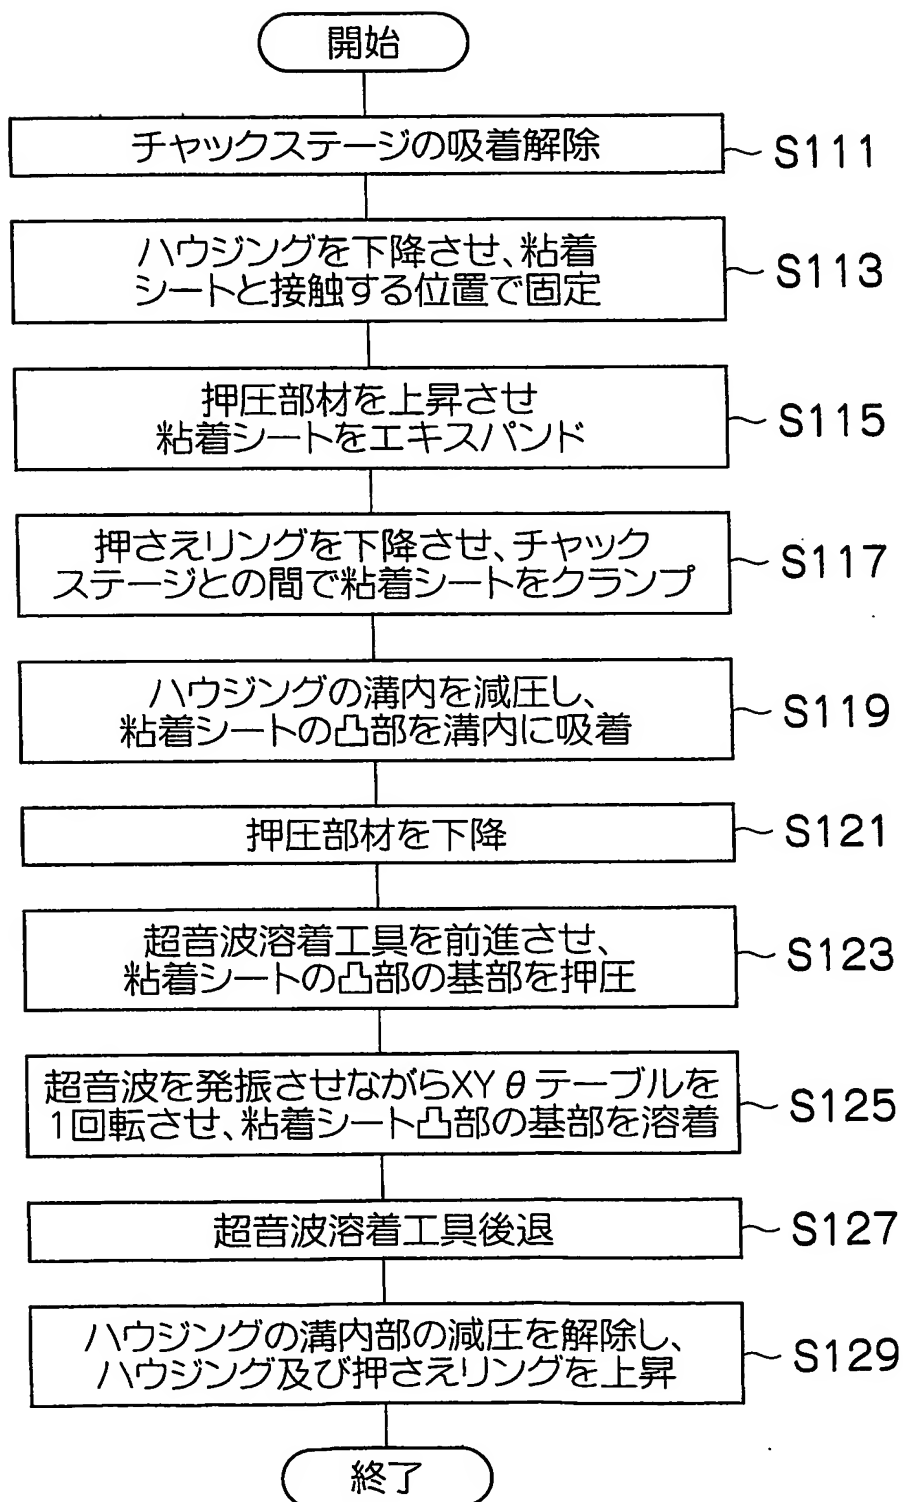 開始
チャックステージの吸着解除
S111
ハウジングを下降させ、粘着
シートと接触する位置で固定
S113
押圧部材を上昇させ
粘着シートをエキスパンド
S115
押さえリングを下降させ、チャック
ステージとの間で粘着シートをクランプ
S117
ハウジングの溝内を減圧し、
粘着シートの凸部を溝内に吸着
S119
押圧部材を下降
S121
超音波溶着工具を前進させ、
粘着シートの凸部の基部を押圧
S123
超音波を発振させながらXYθテーブルを
1回転させ、粘着シート凸部の基部を溶着
S125
超音波溶着工具後退
S127
ハウジングの溝内部の減圧を解除し、
ハウジング及び押さえリングを上昇
S129
終了